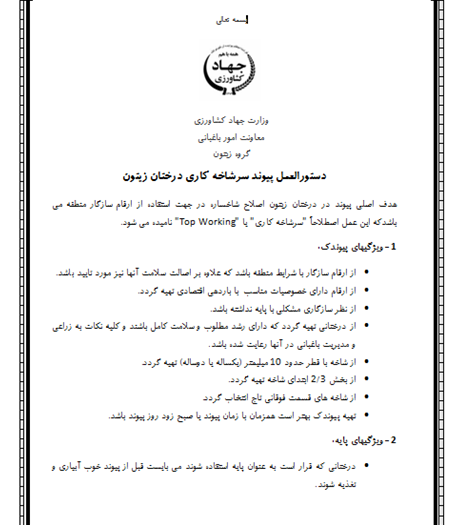 بسمه تعالی
همه با هم
جهاد
کشاورزی
وزارت جهاد کشاورزی
معاونت امور باغبانی
گروه زیتون
دستورالعمل پیوند سرشاخه کاری درختان زیتون
هدف اصلی پیوند در درختان زیتون اصلاح شاخساره در جهت استفاده از ارقام سازگار منطقه می
باشدکه این عمل اصطلاحاً "سرشاخه کاری" یا "Top Working" نامیده می شود.
1 - ویژگیهای پیوندک:
• از ارقام سازگار با شرایط منطقه باشد که علاوه بر اصالت سلامت آنها نیز مورد تایید باشد.
• از ارقام دارای خصوصیات مناسب با باردهی اقتصادی تهیه گردد.
• از نظر سازگاری مشکلی با پایه نداشته باشد.
• از درختانی تهیه گردد که دارای رشد مطلوب و سلامت کامل باشند و کلیه نکات به زراعی
و مدیریت باغبانی در آنها رعایت شده باشد.
• از شاخه با قطر حدود 10 میلیمتر (یکساله یا دوساله) تهیه گردد.
• از بخش 2/3 ابتدای شاخه تهیه گردد.
• از شاخه های قسمت فوقانی تاج انتخاب گردد.
• تهیه پیوندک بهتر است همزمان با زمان پیوند یا صبح زود روز پیوند باشد.
2 - ویژگیهای پایه:
• درختانی که قرار است به عنوان پایه استفاده شوند می بایست قبل از پیوند خوب آبیاری و
تغذیه شوند.